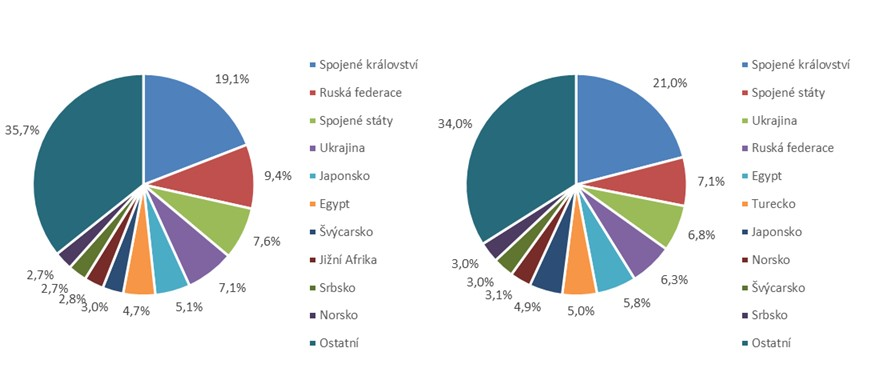 19,1%
9,4%
7,6%
7,1%
5,1%
4,7%
3,0%
2,8%
2,7%
2,7%
35,7%
Spojené království
Ruská federace
Spojené státy
Ukrajina
Japonsko
Egypt
Švýcarsko
Jižní Afrika
Srbsko
Norsko
Ostatní
21,0%
7,1%
6,8%
6,3%
5,8%
5,0%
4,9%
3,1%
3,0%
3,0%
34,0%
Spojené království
Spojené státy
Ukrajina
Ruská federace
Egypt
Turecko
Japonsko
Norsko
Švýcarsko
Srbsko
Ostatní